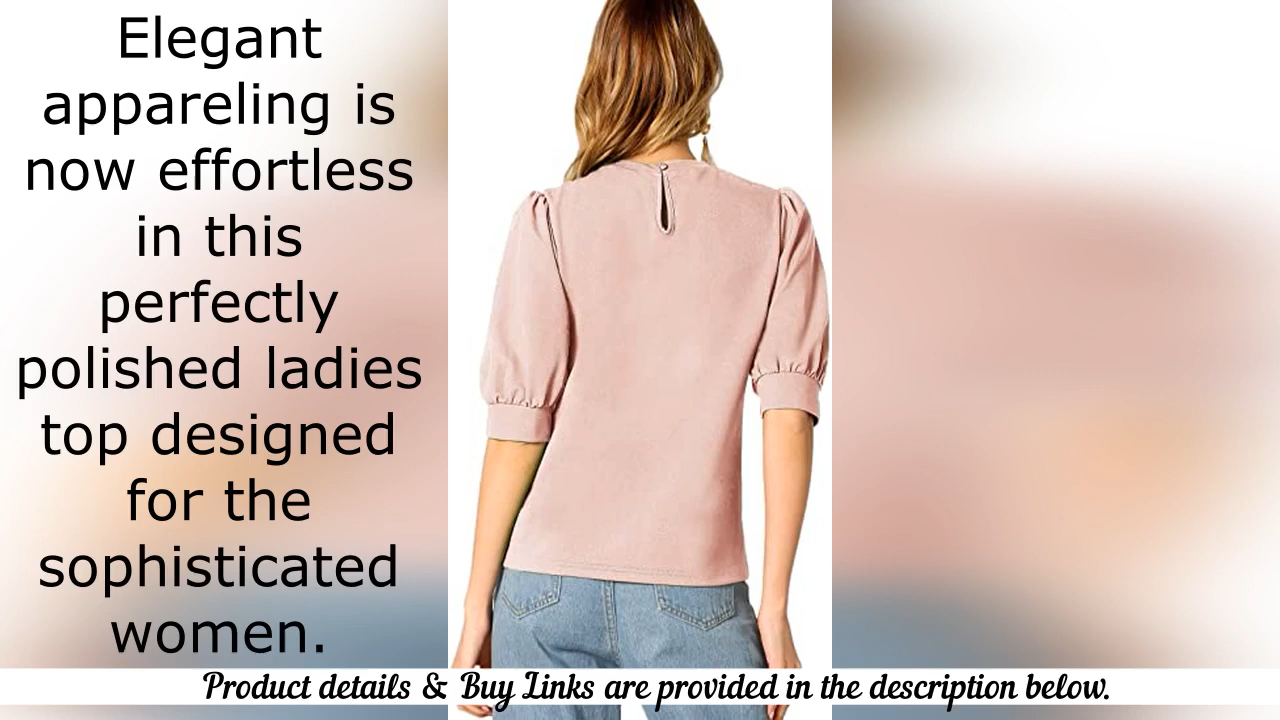 Elegant
appareling is
now effortless
in this
perfectly
polished ladies
top designed
for the
sophisticated
women.
Product details & Buy Links are provided in the description below.